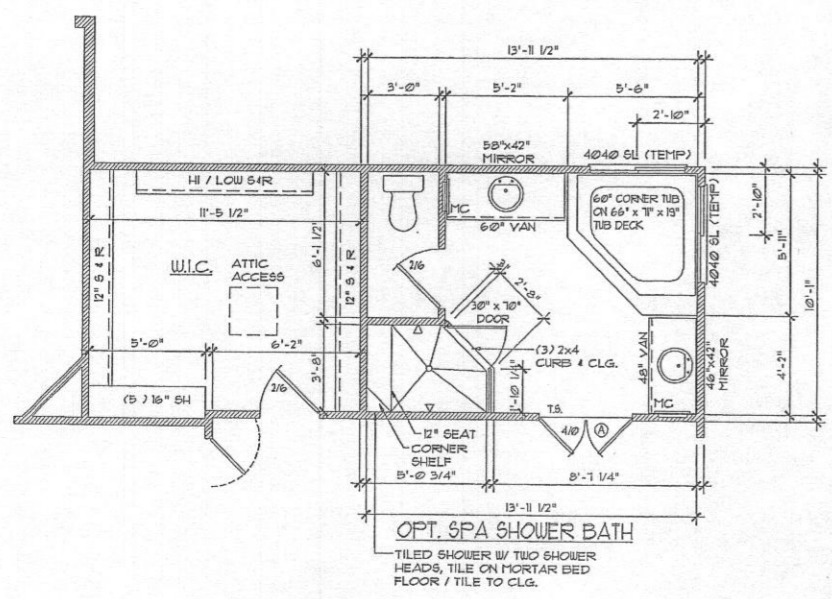 13'-11 1/2"
3'-0" 5'-2" 5'-6"
2'-10"
58"x42"
MIRROR
4040 SL (TEMP)
HI / LOW S&R
11'-5 1/2"
MC
60" VAN
60" CORNER TUB
ON 66" x 71" x 19"
TUB DECK
4040 SL (TEMP)
2'-10"
5'-11"
10'-1"
6'-11 1/2"
12" S & R
W.I.C.
ATTIC
ACCESS
12" S & R
2/6
3"
2'-8"
30" x 70"
DOOR
(3) 2x4
CURB & CLG.
5'-0" 6'-2"
3'-8"
1'-10 1/4"
48" VAN
46"x42"
MIRROR
4'-2"
MC
(5 ) 16" SH
2/6
T.S.
4/0 A
12" SEAT
CORNER
SHELF
5'-0 3/4" 8'-7 1/4"
13'-11 1/2"
OPT. SPA SHOWER BATH
TILED SHOWER W/ TWO SHOWER
HEADS, TILE ON MORTAR BED
FLOOR / TILE TO CLG.